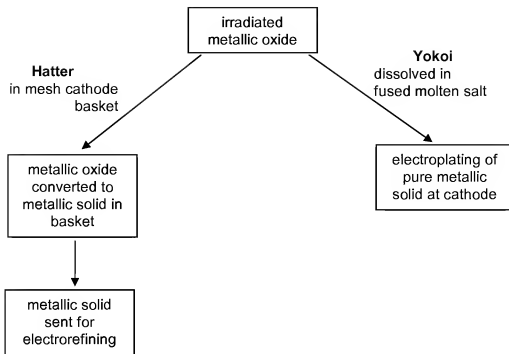 irradiated
metallic oxide
Hatter
in mesh cathode
basket
Yokoi
dissolved in
fused molten salt
metallic oxide
converted to
metallic solid in
basket
electroplating of
pure metallic
solid at cathode
metallic solid
sent for
electrorefining